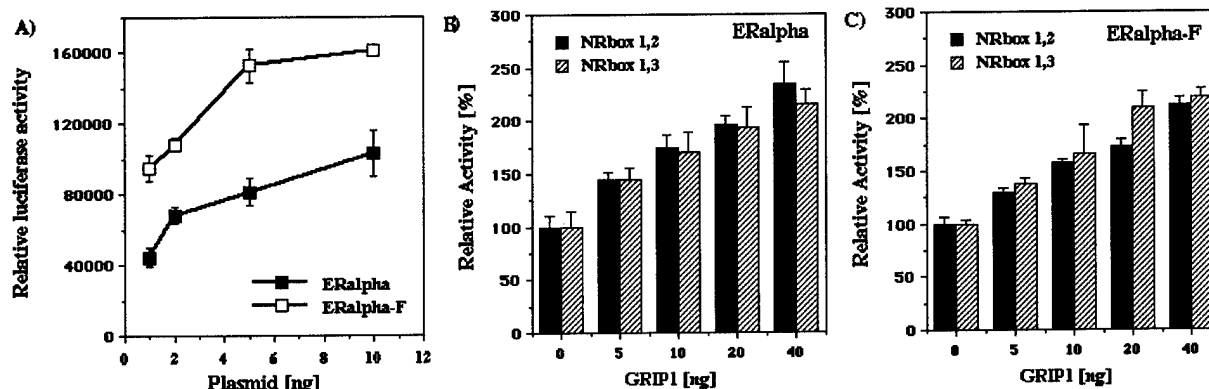 A)
Relative luciferase activity
160000
120000
80000
40000
0
0 2 4 6 8 10 12
Plasmid [ng]
ERalpha
ERalpha-F
B)
ERalpha
NRbox 1,2
NRbox 1,3
Relative Activity [%]
300
250
200
150
100
50
0
0 5 10 20 40
GRIP1 [ng]
C)
ERalpha-F
NRbox 1,2
NRbox 1,3
Relative Activity [%]
300
250
200
150
100
50
0
0 5 10 20 40
GRIP1 [ng]